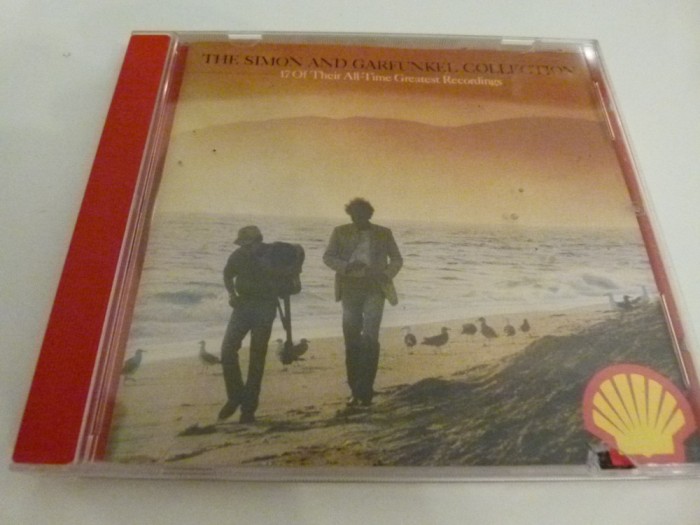 THE SIMON AND GARFUNKEL COLLECTION
17 Of Their All-Time Greatest Recordings